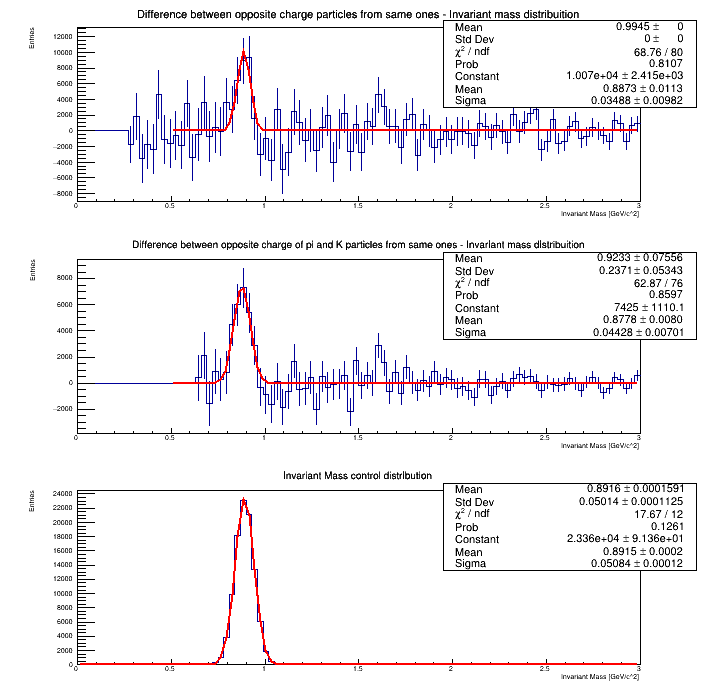 Difference between opposite charge particles from same ones - Invariant mass distribuition
Entries
Mean 0.9945 ± 0
Std Dev 0 ± 0
χ² / ndf 68.76 / 80
Prob 0.8107
Constant 1.007e+04 ± 2.415e+03
Mean 0.8873 ± 0.0113
Sigma 0.03488 ± 0.00982
12000
10000
8000
6000
4000
2000
0
−2000
−4000
−6000
−8000
0 0.5 1 1.5 2 2.5 3
Invariant Mass [GeV/c^2]
Difference between opposite charge of pi and K particles from same ones - Invariant mass distribuition
Entries
Mean 0.9233 ± 0.07556
Std Dev 0.2371 ± 0.05343
χ² / ndf 62.87 / 76
Prob 0.8597
Constant 7425 ± 1110.1
Mean 0.8778 ± 0.0080
Sigma 0.04428 ± 0.00701
8000
6000
4000
2000
0
−2000
0 0.5 1 1.5 2 2.5 3
Invariant Mass [GeV/c^2]
Invariant Mass control distribution
Entries
Mean 0.8916 ± 0.0001591
Std Dev 0.05014 ± 0.0001125
χ² / ndf 17.67 / 12
Prob 0.1261
Constant 2.336e+04 ± 9.136e+01
Mean 0.8915 ± 0.0002
Sigma 0.05084 ± 0.00012
24000
22000
20000
18000
16000
14000
12000
10000
8000
6000
4000
2000
0
0 0.5 1 1.5 2 2.5 3
Invariant Mass [GeV/c^2]